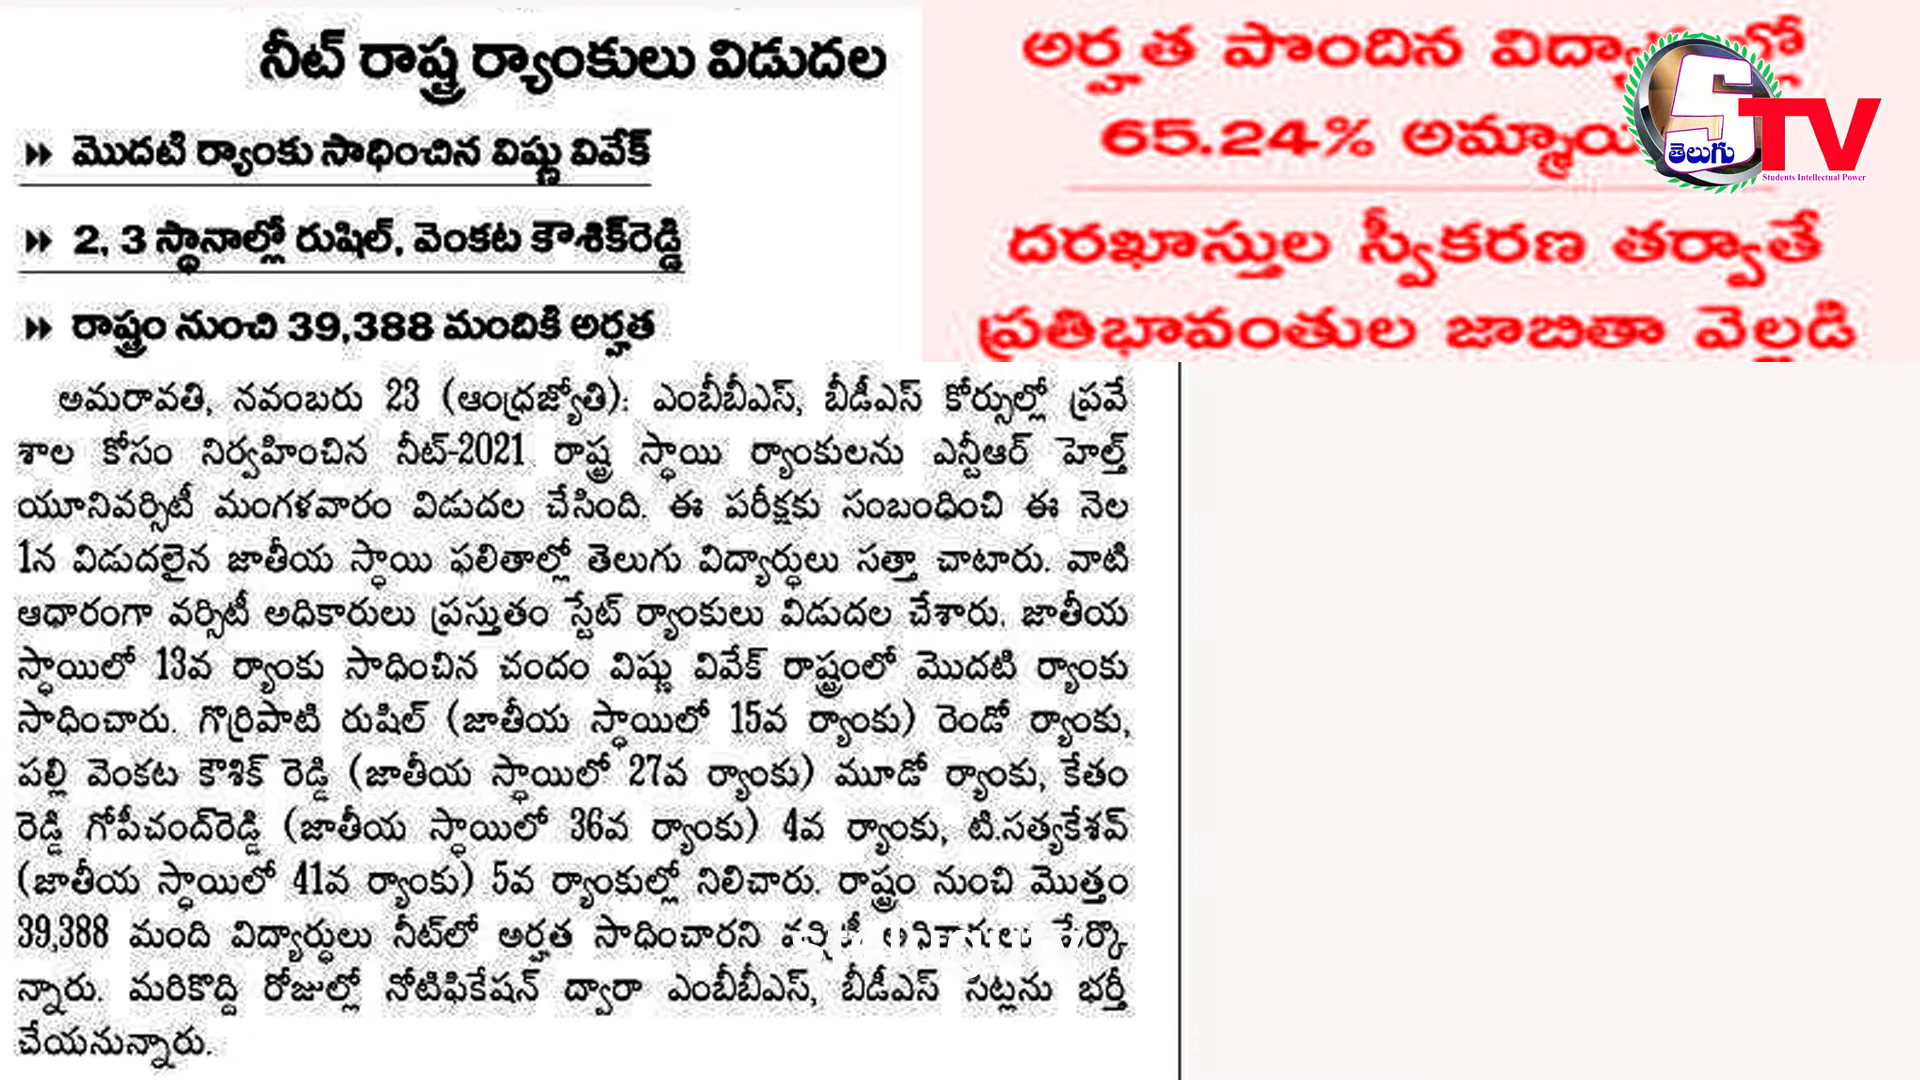 నీట్ రాష్ట్ర ర్యాంకులు విడుదల
మొదటి ర్యాంకు సాధించిన విష్ణు వివేక్
2, 3 స్థానాల్లో రుషిల్, వెంకట కౌశిక్‌రెడ్డి
రాష్ట్రం నుంచి 39,388 మందికి అర్హత
అమరావతి, నవంబరు 23 (ఆంధ్రజ్యోతి): ఎంబీబీఎస్, బీడీఎస్ కోర్సుల్లో ప్రవే
శాల కోసం నిర్వహించిన నీట్-2021 రాష్ట్ర స్థాయి ర్యాంకులను ఎన్టీఆర్ హెల్త్
యూనివర్సిటీ మంగళవారం విడుదల చేసింది. ఈ పరీక్షకు సంబంధించి ఈ నెల
1న విడుదలైన జాతీయ స్థాయి ఫలితాల్లో తెలుగు విద్యార్థులు సత్తా చాటారు. వాటి
ఆధారంగా వర్సిటీ అధికారులు ప్రస్తుతం స్టేట్ ర్యాంకులు విడుదల చేశారు. జాతీయ
స్థాయిలో 13వ ర్యాంకు సాధించిన చందం విష్ణు వివేక్ రాష్ట్రంలో మొదటి ర్యాంకు
సాధించారు. గొర్రిపాటి రుషిల్ (జాతీయ స్థాయిలో 15వ ర్యాంకు) రెండో ర్యాంకు,
పల్లి వెంకట కౌశిక్ రెడ్డి (జాతీయ స్థాయిలో 27వ ర్యాంకు) మూడో ర్యాంకు, కేతం
రెడ్డి గోపీచంద్‌రెడ్డి (జాతీయ స్థాయిలో 36వ ర్యాంకు) 4వ ర్యాంకు, టి.సత్యకేశవ్
(జాతీయ స్థాయిలో 41వ ర్యాంకు) 5వ ర్యాంకుల్లో నిలిచారు. రాష్ట్రం నుంచి మొత్తం
39,388 మంది విద్యార్థులు నీట్‌లో అర్హత సాధించారని పేర్కొ
న్నారు. మరికొద్ది రోజుల్లో నోటిఫికేషన్ ద్వారా ఎంబీబీఎస్, బీడీఎస్ సట్లను భర్తీ
చేయనున్నారు.
అర్హత పొందిన
65.24%
దరఖాస్తుల స్వీకరణ తర్వాతే
ప్రతిభావంతుల జాబితా వెల్లడి
S TV
తెలుగు
Students Intellectual Power